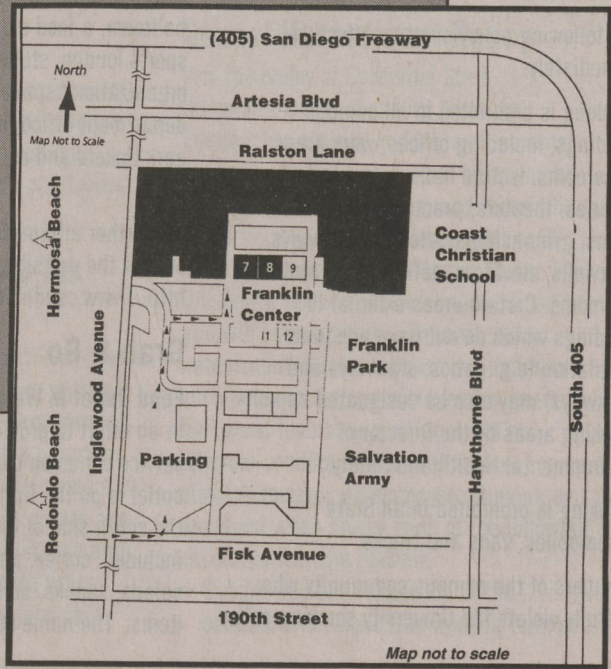 (405) San Diego Freeway
North
Map Not to Scale
Artesia Blvd
Ralston Lane
Hermosa Beach
Coast
Christian
School
7 8 9
Franklin
Center
11 12
Franklin
Park
Inglewood Avenue
Redondo Beach
Hawthorne Blvd
South 405
Parking
Salvation
Army
Fisk Avenue
190th Street
Map not to scale